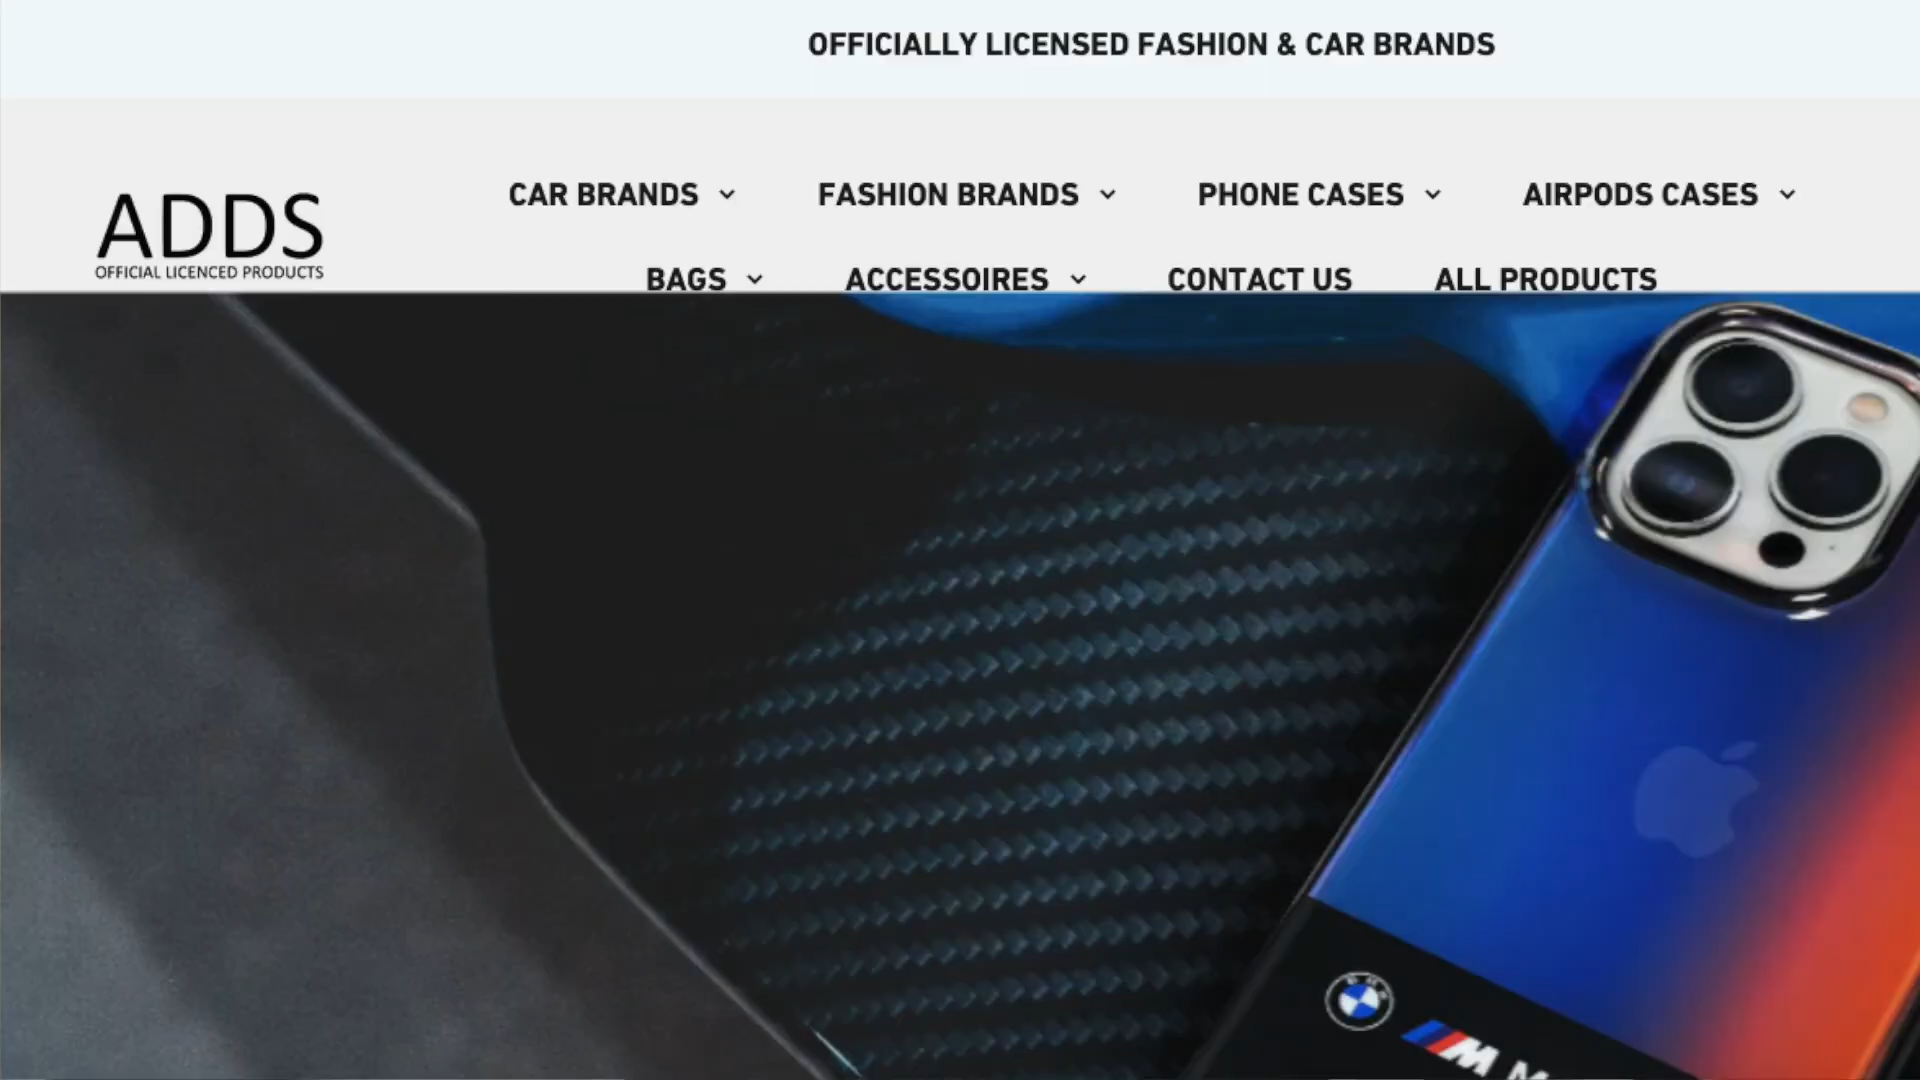 OFFICIALLY LICENSED FASHION & CAR BRANDS
ADDS
OFFICIAL LICENCED PRODUCTS
CAR BRANDS
FASHION BRANDS
PHONE CASES
AIRPODS CASES
BAGS
ACCESSOIRES
CONTACT US
ALL PRODUCTS
M M